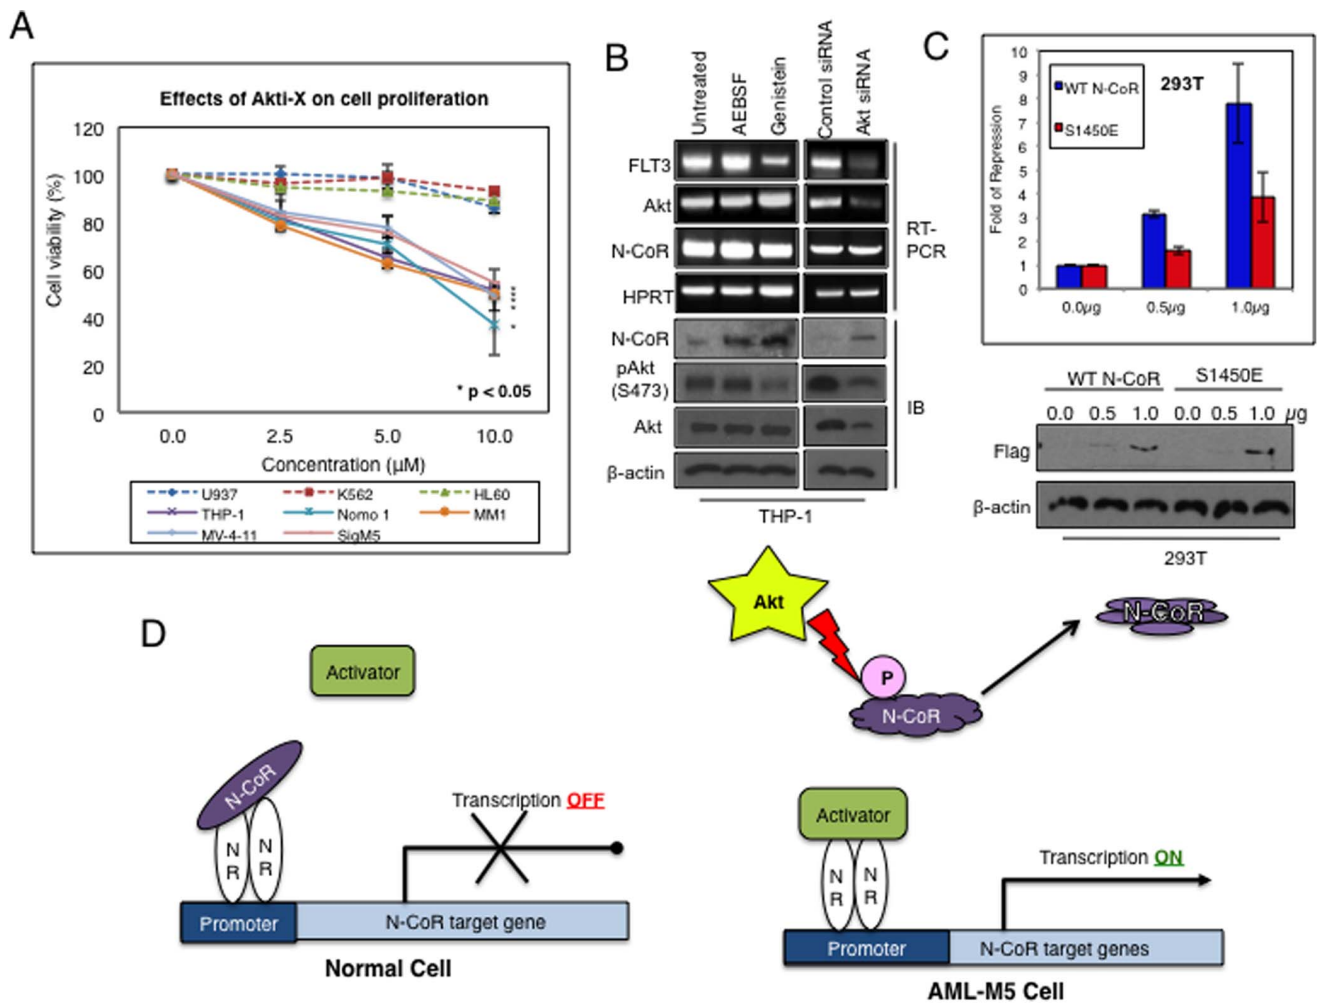 A
Effects of Akti-X on cell proliferation
Cell viability (%)
120
100
80
60
40
20
0
* p < 0.05
0.0 2.5 5.0 10.0
Concentration (µM)
U937 K562 HL60
THP-1 Nomo 1 MM1
MV-4-11 SigM5
B
Untreated
AEBSF
Genistein
Control siRNA
Akt siRNA
FLT3
Akt
N-CoR
HPRT
RT-
PCR
N-CoR
pAkt
(S473)
Akt
β-actin
IB
THP-1
C
Fold of Repression
10
9
8
7
6
5
4
3
2
1
0
WT N-CoR
S1450E
293T
0.0µg 0.5µg 1.0µg
WT N-CoR S1450E
0.0 0.5 1.0 0.0 0.5 1.0 µg
Flag
β-actin
293T
D
Activator
N-CoR
NR
NR
Transcription OFF
Promoter N-CoR target gene
Normal Cell
Akt
P
N-CoR
N-CoR
Activator
NR
NR
Transcription ON
Promoter N-CoR target genes
AML-M5 Cell